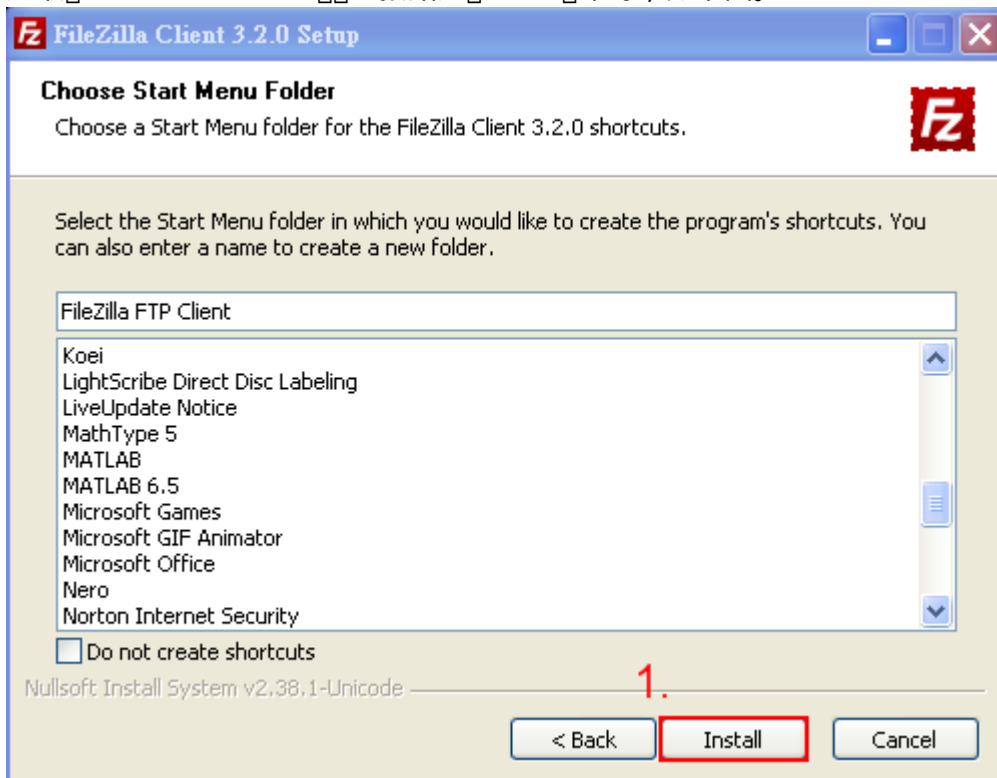 FileZilla Client 3.2.0 Setup
Choose Start Menu Folder
Choose a Start Menu folder for the FileZilla Client 3.2.0 shortcuts.
Select the Start Menu folder in which you would like to create the program's shortcuts. You
can also enter a name to create a new folder.
FileZilla FTP Client
Koei
LightScribe Direct Disc Labeling
LiveUpdate Notice
MathType 5
MATLAB
MATLAB 6.5
Microsoft Games
Microsoft GIF Animator
Microsoft Office
Nero
Norton Internet Security
Do not create shortcuts
Nullsoft Install System v2.38.1-Unicode
1.
< Back
Install
Cancel